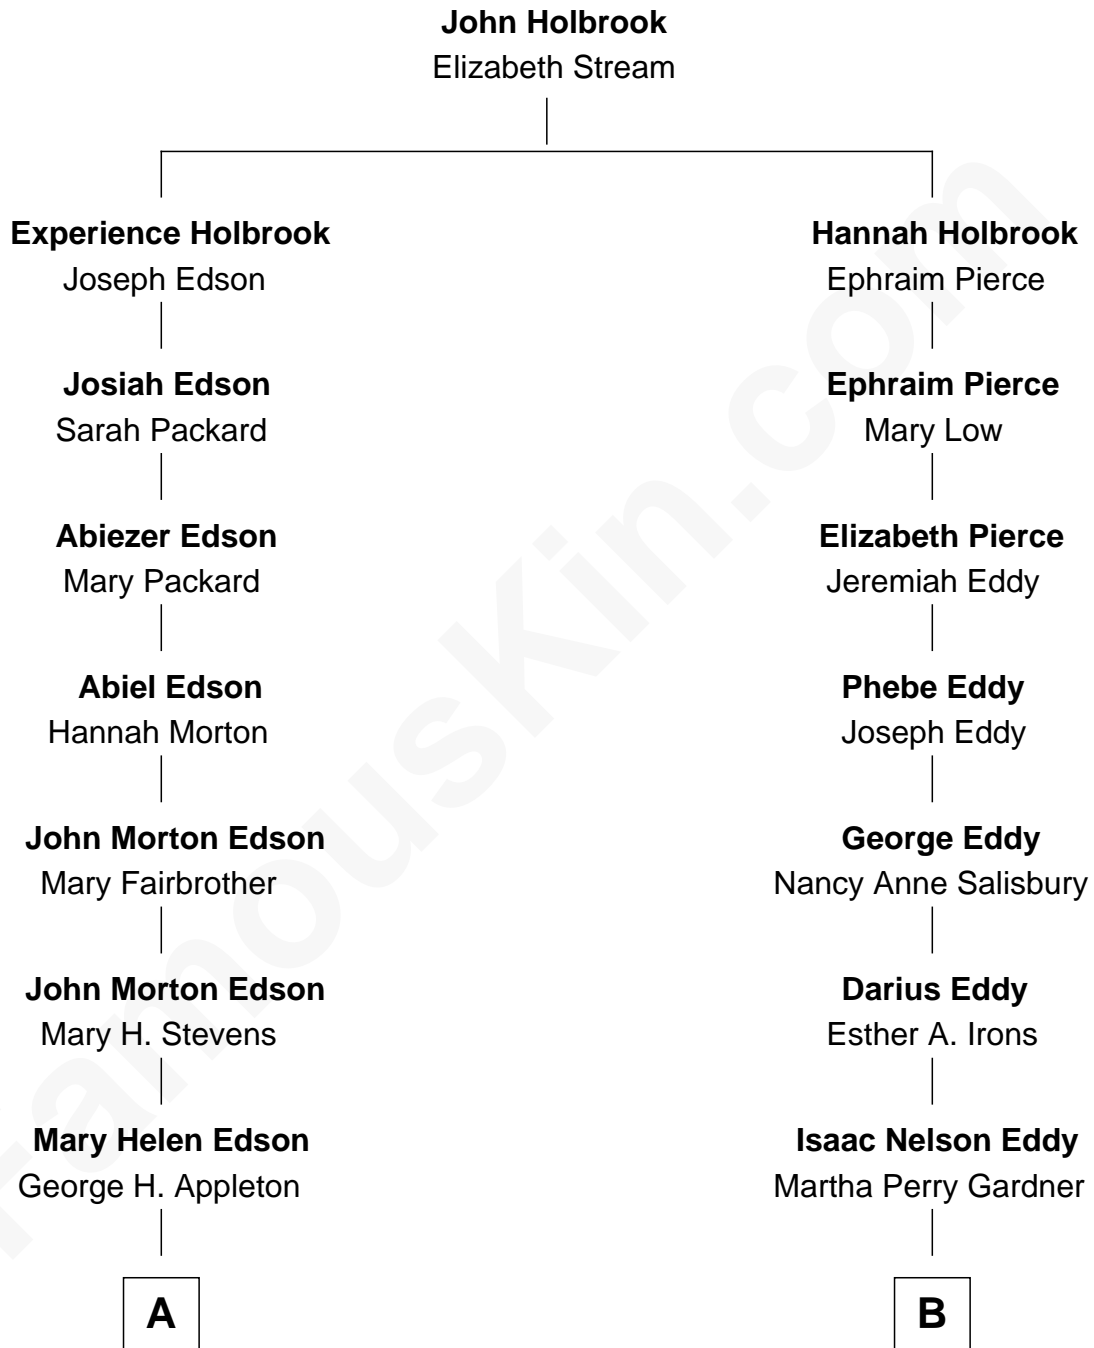 John Holbrook
Elizabeth Stream
Experience Holbrook
Joseph Edson
Hannah Holbrook
Ephraim Pierce
Josiah Edson
Sarah Packard
Ephraim Pierce
Mary Low
Abiezer Edson
Mary Packard
Elizabeth Pierce
Jeremiah Eddy
Abiel Edson
Hannah Morton
Phebe Eddy
Joseph Eddy
John Morton Edson
Mary Fairbrother
George Eddy
Nancy Anne Salisbury
John Morton Edson
Mary H. Stevens
Darius Eddy
Esther A. Irons
Mary Helen Edson
George H. Appleton
Isaac Nelson Eddy
Martha Perry Gardner
A
B
FamousKin.com